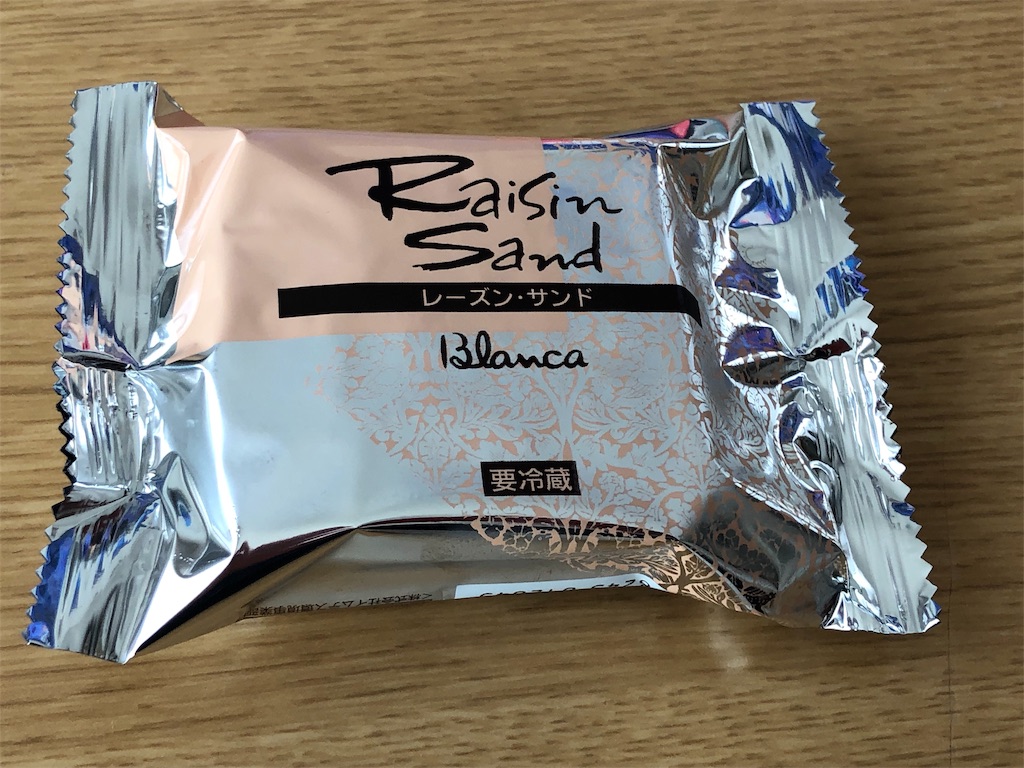 Raisin
Sand
レーズン・サンド
Blanca
要冷蔵